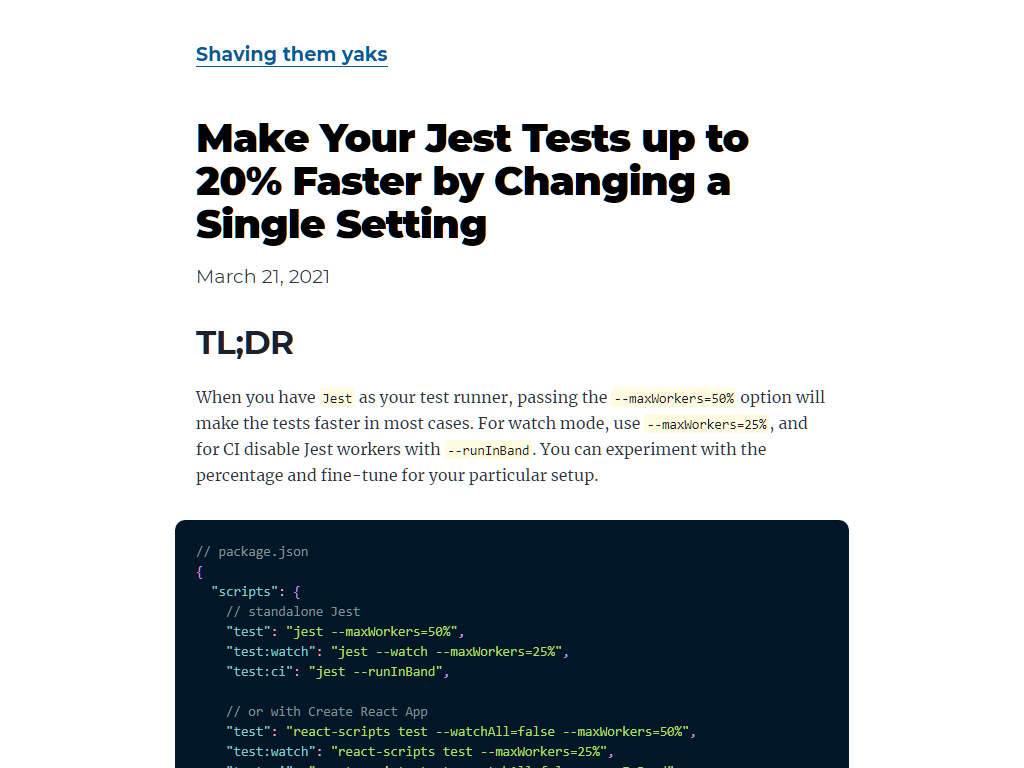 Shaving them yaks
Make Your Jest Tests up to
20% Faster by Changing a
Single Setting
March 21, 2021
TL;DR
When you have Jest as your test runner, passing the --maxWorkers=50% option will
make the tests faster in most cases. For watch mode, use --maxWorkers=25%, and
for CI disable Jest workers with --runInBand. You can experiment with the
percentage and fine-tune for your particular setup.
// package.json
{
  "scripts": {
    // standalone Jest
    "test": "jest --maxWorkers=50%",
    "test:watch": "jest --watch --maxWorkers=25%",
    "test:ci": "jest --runInBand",
    // or with Create React App
    "test": "react-scripts test --watchAll=false --maxWorkers=50%",
    "test:watch": "react-scripts test --maxWorkers=25%",